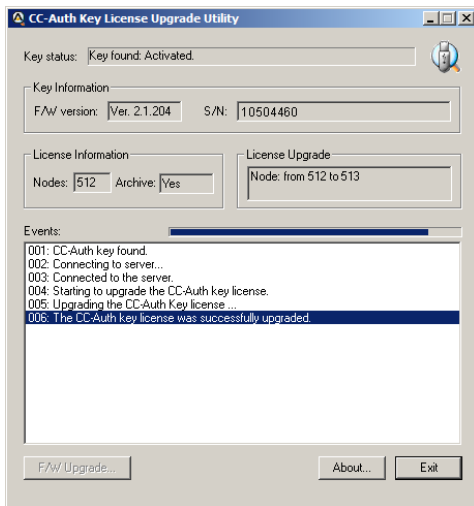 CC-Auth Key License Upgrade Utility
Key status: Key found: Activated.
Key Information
F/W version: Ver. 2.1.204 S/N: 10504460
License Information
Nodes: 512 Archive: Yes
License Upgrade
Node: from 512 to 513
Events:
001: CC-Auth key found.
002: Connecting to server...
003: Connected to the server.
004: Starting to upgrade the CC-Auth key license.
005: Upgrading the CC-Auth Key license ...
006: The CC-Auth key license was successfully upgraded.
F/W Upgrade... About... Exit